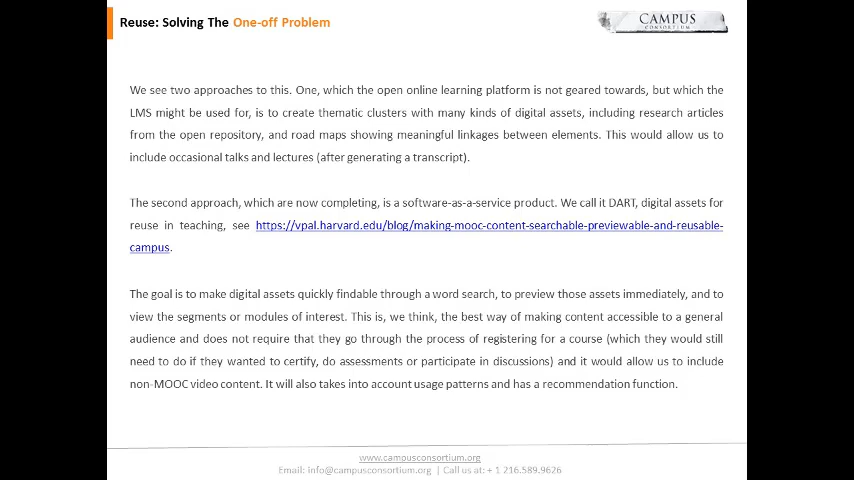 Reuse: Solving The One-off Problem
CAMPUS
CONSORTIUM
We see two approaches to this. One, which the open online learning platform is not geared towards, but which the
LMS might be used for, is to create thematic clusters with many kinds of digital assets, including research articles
from the open repository, and road maps showing meaningful linkages between elements. This would allow us to
include occasional talks and lectures (after generating a transcript).
The second approach, which are now completing, is a software-as-a-service product. We call it DART, digital assets for
reuse in teaching, see https://vpal.harvard.edu/blog/making-mooc-content-searchable-previewable-and-reusable-
campus.
The goal is to make digital assets quickly findable through a word search, to preview those assets immediately, and to
view the segments or modules of interest. This is, we think, the best way of making content accessible to a general
audience and does not require that they go through the process of registering for a course (which they would still
need to do if they wanted to certify, do assessments or participate in discussions) and it would allow us to include
non-MOOC video content. It will also takes into account usage patterns and has a recommendation function.
www.campusconsortium.org
Email: info@campusconsortium.org | Call us at: + 1 216.589.9626